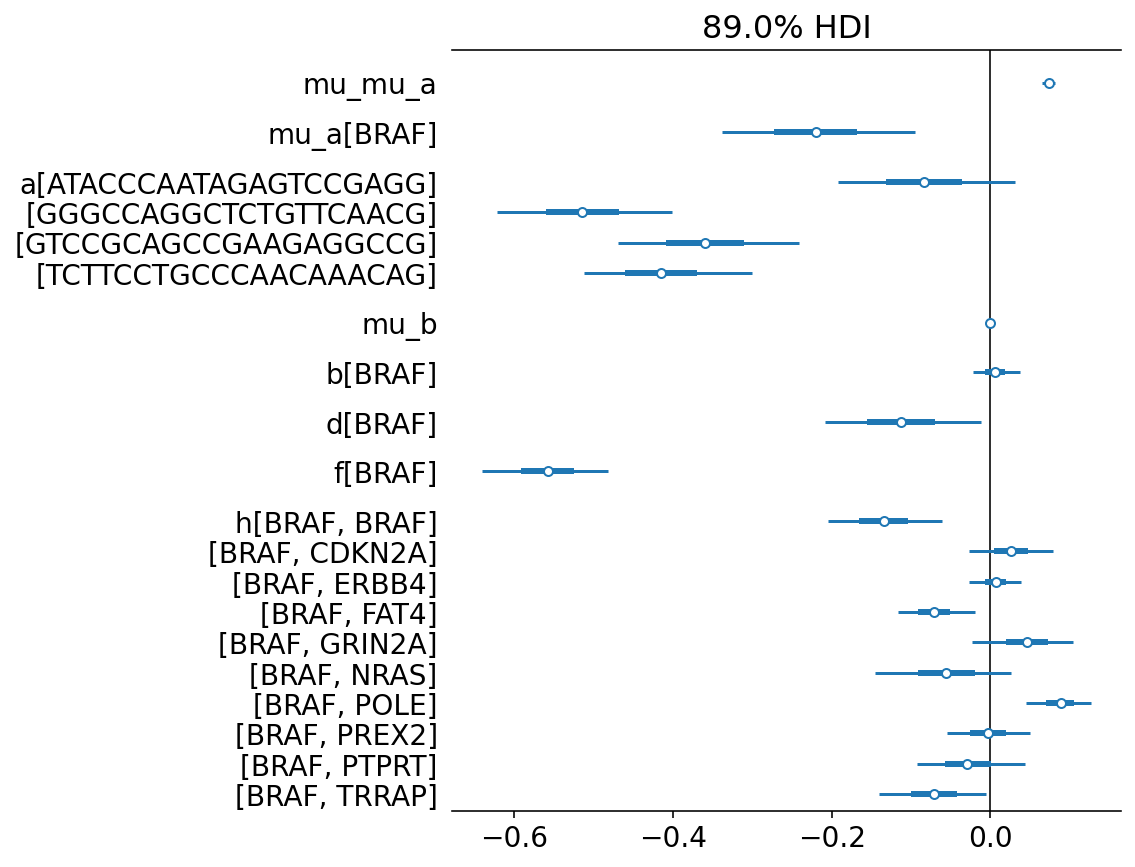 89.0% HDI
mu_mu_a
mu_a[BRAF]
a[ATACCCAATAGAGTCCGAGG]
[GGGCCAGGCTCTGTTCAACG]
[GTCCGCAGCCGAAGAGGCCG]
[TCTTCCTGCCCAACAAACAG]
mu_b
b[BRAF]
d[BRAF]
f[BRAF]
h[BRAF, BRAF]
[BRAF, CDKN2A]
[BRAF, ERBB4]
[BRAF, FAT4]
[BRAF, GRIN2A]
[BRAF, NRAS]
[BRAF, POLE]
[BRAF, PREX2]
[BRAF, PTPRT]
[BRAF, TRRAP]
−0.6 −0.4 −0.2 0.0